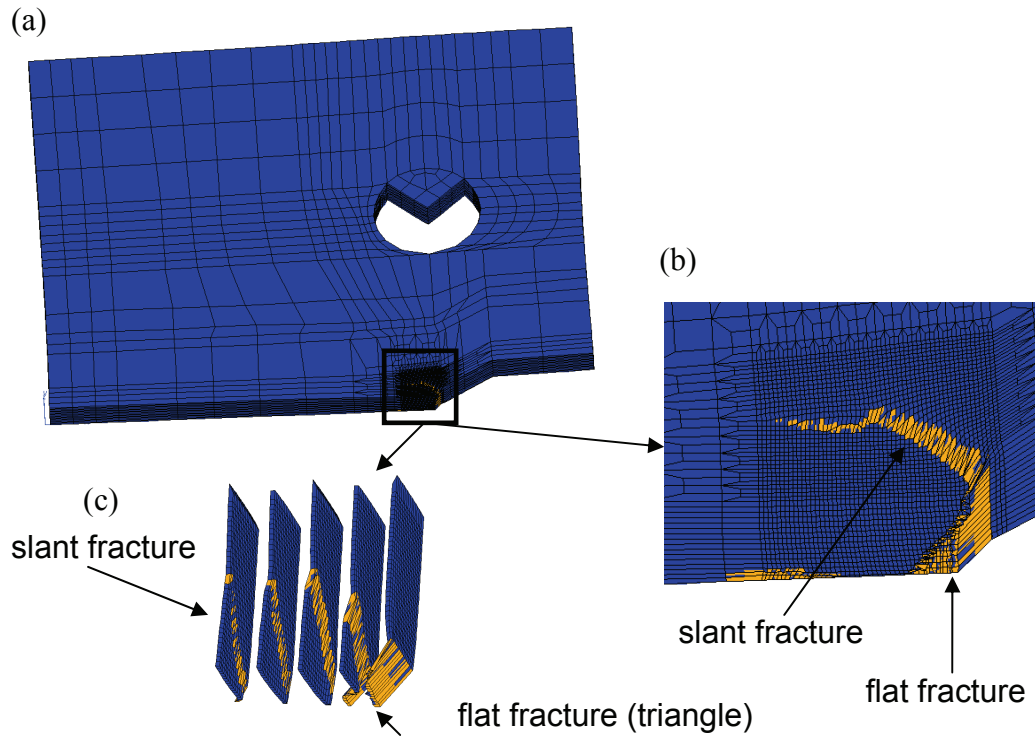 (a)
(b)
(c)
slant fracture
slant fracture
flat fracture
flat fracture (triangle)